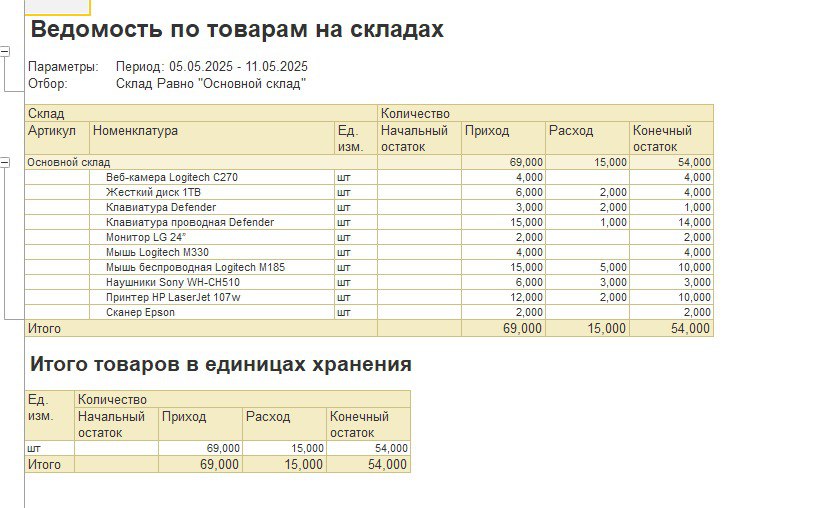 Ведомость по товарам на складах
Параметры: Период: 05.05.2025 - 11.05.2025
Отбор: Склад Равно "Основной склад"
Склад Количество
Артикул Номенклатура Ед. изм. Начальный остаток Приход Расход Конечный остаток
Основной склад 69,000 15,000 54,000
Веб-камера Logitech C270 шт 4,000 4,000
Жесткий диск 1TB шт 6,000 2,000 4,000
Клавиатура Defender шт 3,000 2,000 1,000
Клавиатура проводная Defender шт 15,000 1,000 14,000
Монитор LG 24" шт 2,000 2,000
Мышь Logitech M330 шт 4,000 4,000
Мышь беспроводная Logitech M185 шт 15,000 5,000 10,000
Наушники Sony WH-CH510 шт 6,000 3,000 3,000
Принтер HP LaserJet 107w шт 12,000 2,000 10,000
Сканер Epson шт 2,000 2,000
Итого 69,000 15,000 54,000
Итого товаров в единицах хранения
Ед. изм. Количество
Начальный остаток Приход Расход Конечный остаток
шт 69,000 15,000 54,000
Итого 69,000 15,000 54,000